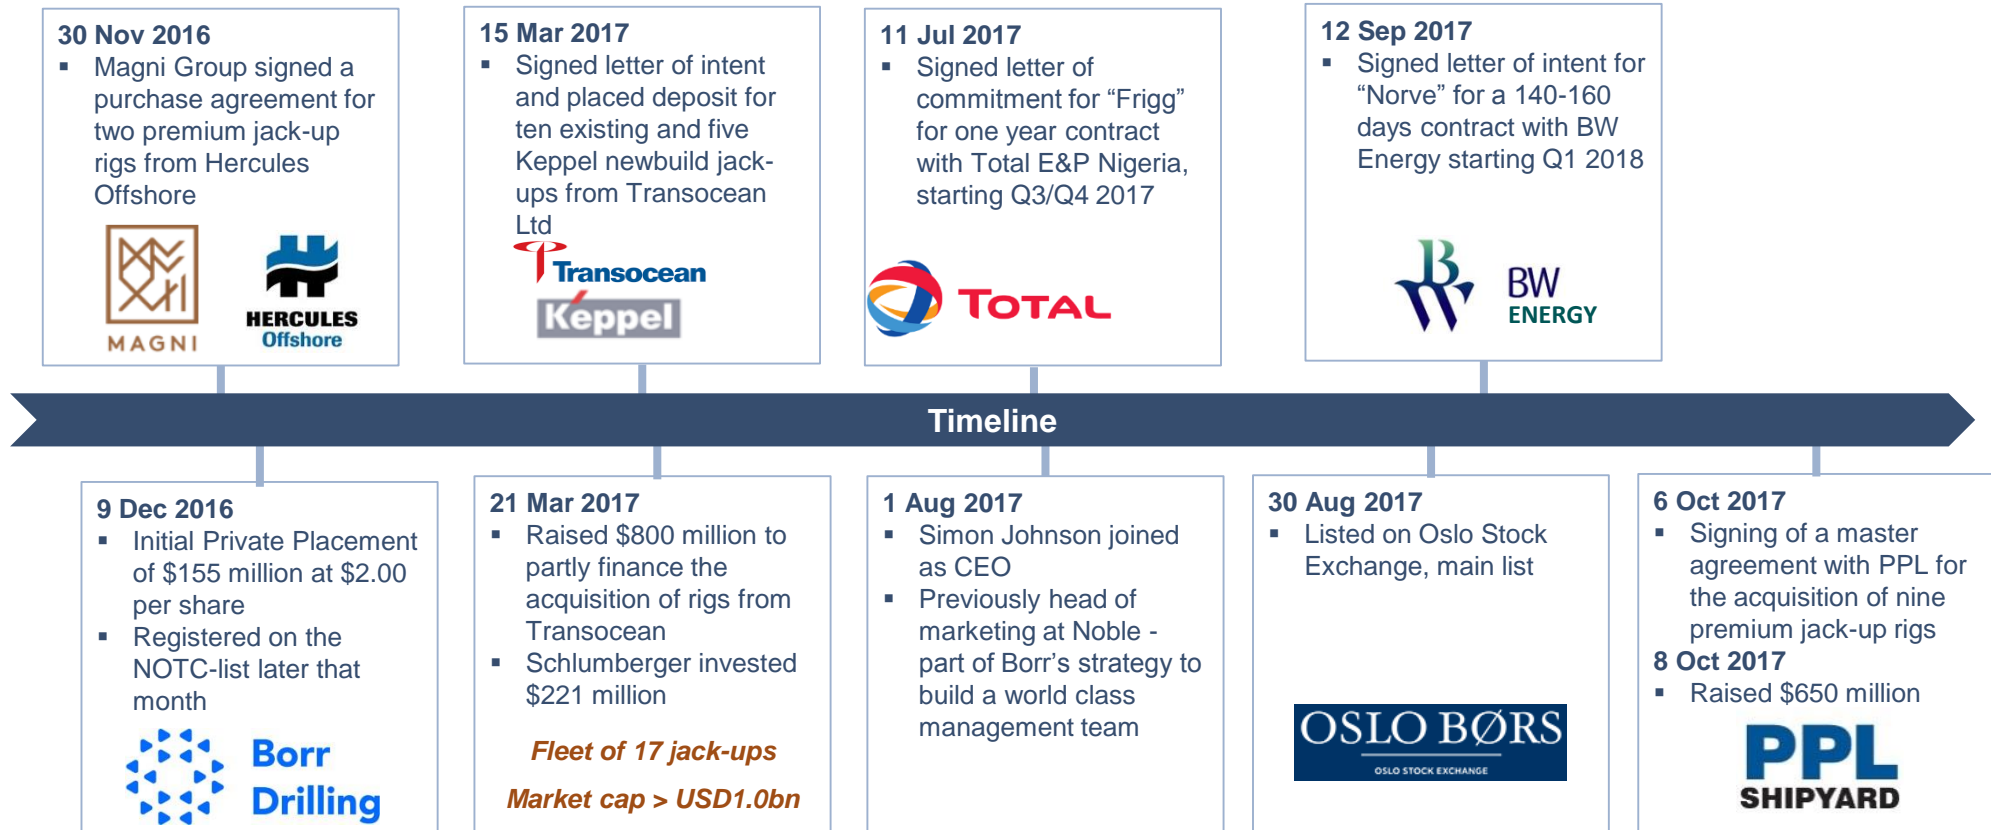 30 Nov 2016
▪ Magni Group signed a
purchase agreement for
two premium jack-up
rigs from Hercules
Offshore
MAGNI
HERCULES
Offshore
15 Mar 2017
▪ Signed letter of intent
and placed deposit for
ten existing and five
Keppel newbuild jack-
ups from Transocean
Ltd
Transocean
Keppel
11 Jul 2017
▪ Signed letter of
commitment for “Frigg”
for one year contract
with Total E&P Nigeria,
starting Q3/Q4 2017
TOTAL
12 Sep 2017
▪ Signed letter of intent for
“Norve” for a 140-160
days contract with BW
Energy starting Q1 2018
BW
BW
ENERGY
Timeline
9 Dec 2016
▪ Initial Private Placement
of $155 million at $2.00
per share
▪ Registered on the
NOTC-list later that
month
Borr
Drilling
21 Mar 2017
▪ Raised $800 million to
partly finance the
acquisition of rigs from
Transocean
▪ Schlumberger invested
$221 million
Fleet of 17 jack-ups
Market cap > USD1.0bn
1 Aug 2017
▪ Simon Johnson joined
as CEO
▪ Previously head of
marketing at Noble -
part of Borr’s strategy to
build a world class
management team
30 Aug 2017
▪ Listed on Oslo Stock
Exchange, main list
OSLO BØRS
OSLO STOCK EXCHANGE
6 Oct 2017
▪ Signing of a master
agreement with PPL for
the acquisition of nine
premium jack-up rigs
8 Oct 2017
▪ Raised $650 million
PPL
SHIPYARD